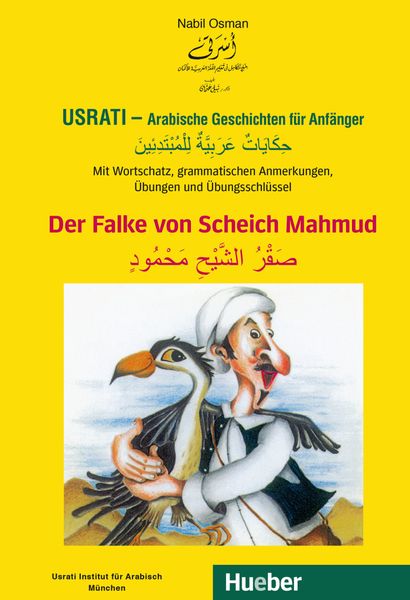 Nabil Osman
أُسْرَتِي
USRATI – Arabische Geschichten für Anfänger
حِكَايَاتٌ عَرَبِيَّةٌ لِلْمُبْتَدِئِينَ
Mit Wortschatz, grammatischen Anmerkungen,
Übungen und Übungsschlüssel
Der Falke von Scheich Mahmud
صَقْرُ الشَّيْخِ مَحْمُودٍ
Usrati Institut für Arabisch
München
Hueber